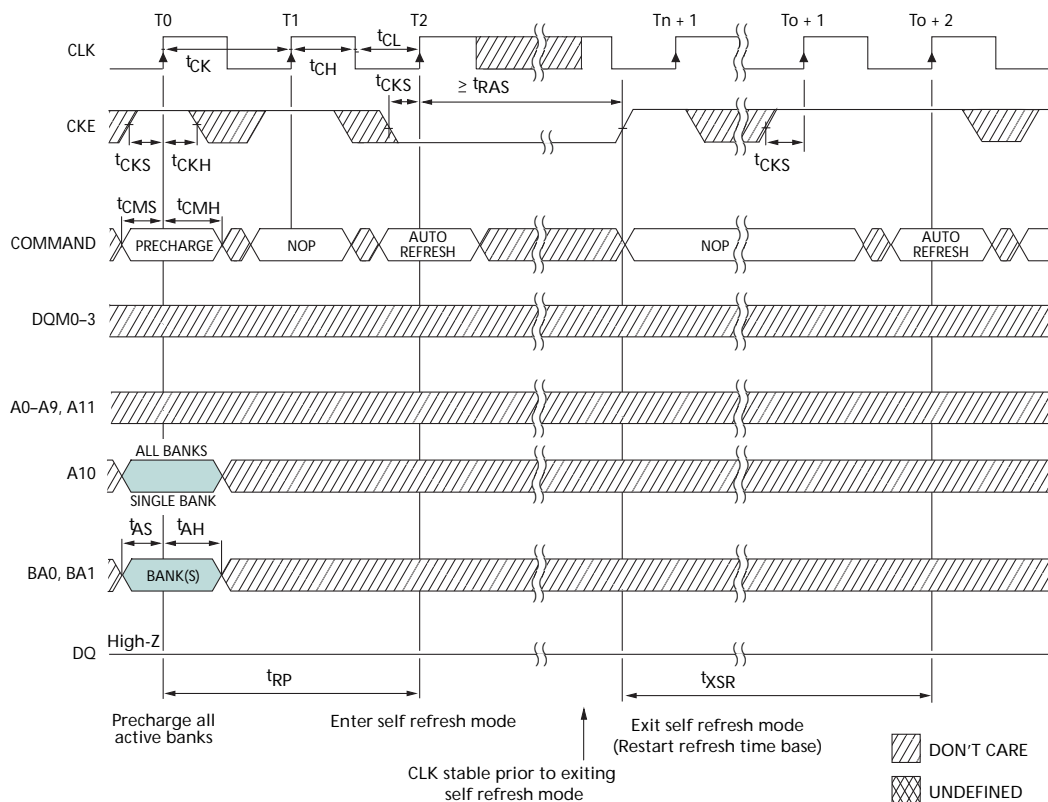 T0 T1 T2 Tn + 1 To + 1 To + 2
CLK
tCK tCH tCL
tCKS ≥ tRAS
CKE
tCKS tCKH tCKS
tCMS tCMH
COMMAND PRECHARGE NOP AUTO REFRESH NOP AUTO REFRESH
DQM0–3
A0–A9, A11
ALL BANKS
A10
SINGLE BANK
tAS tAH
BA0, BA1 BANK(S)
High-Z
DQ
tRP tXSR
Precharge all
active banks
Enter self refresh mode
CLK stable prior to exiting
self refresh mode
Exit self refresh mode
(Restart refresh time base)
DON'T CARE
UNDEFINED